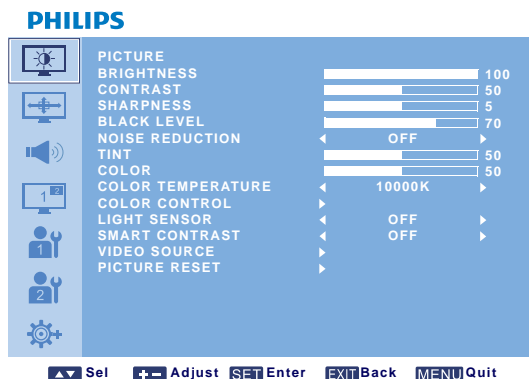 PHILIPS
PICTURE
BRIGHTNESS 100
CONTRAST 50
SHARPNESS 5
BLACK LEVEL 70
NOISE REDUCTION OFF
TINT 50
COLOR 50
COLOR TEMPERATURE 10000K
COLOR CONTROL
LIGHT SENSOR OFF
SMART CONTRAST OFF
VIDEO SOURCE
PICTURE RESET
1 2
1
2
Sel Adjust SET Enter EXIT Back MENU Quit